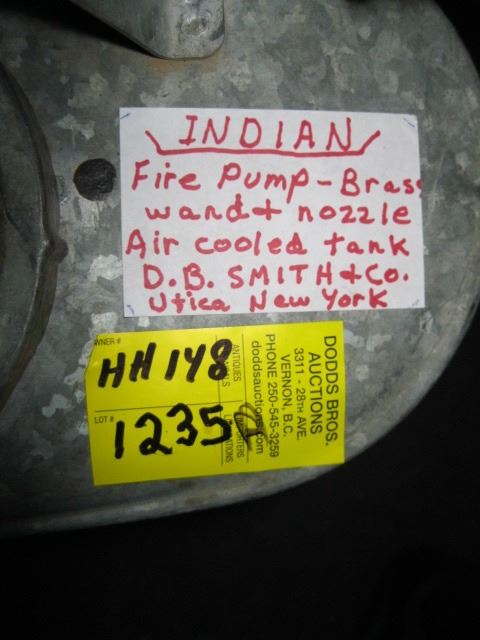 INDIAN
Fire Pump - Brass
wand + nozzle
Air cooled tank
D.B. SMITH + Co.
Utica New York
OWNER #
HH 148
LOT #
1235
DODDS BROS.
AUCTIONS
3311 - 28TH AVE.
VERNON, B.C.
PHONE 250-545-3259
doddsauctions.com
ANTIQUES